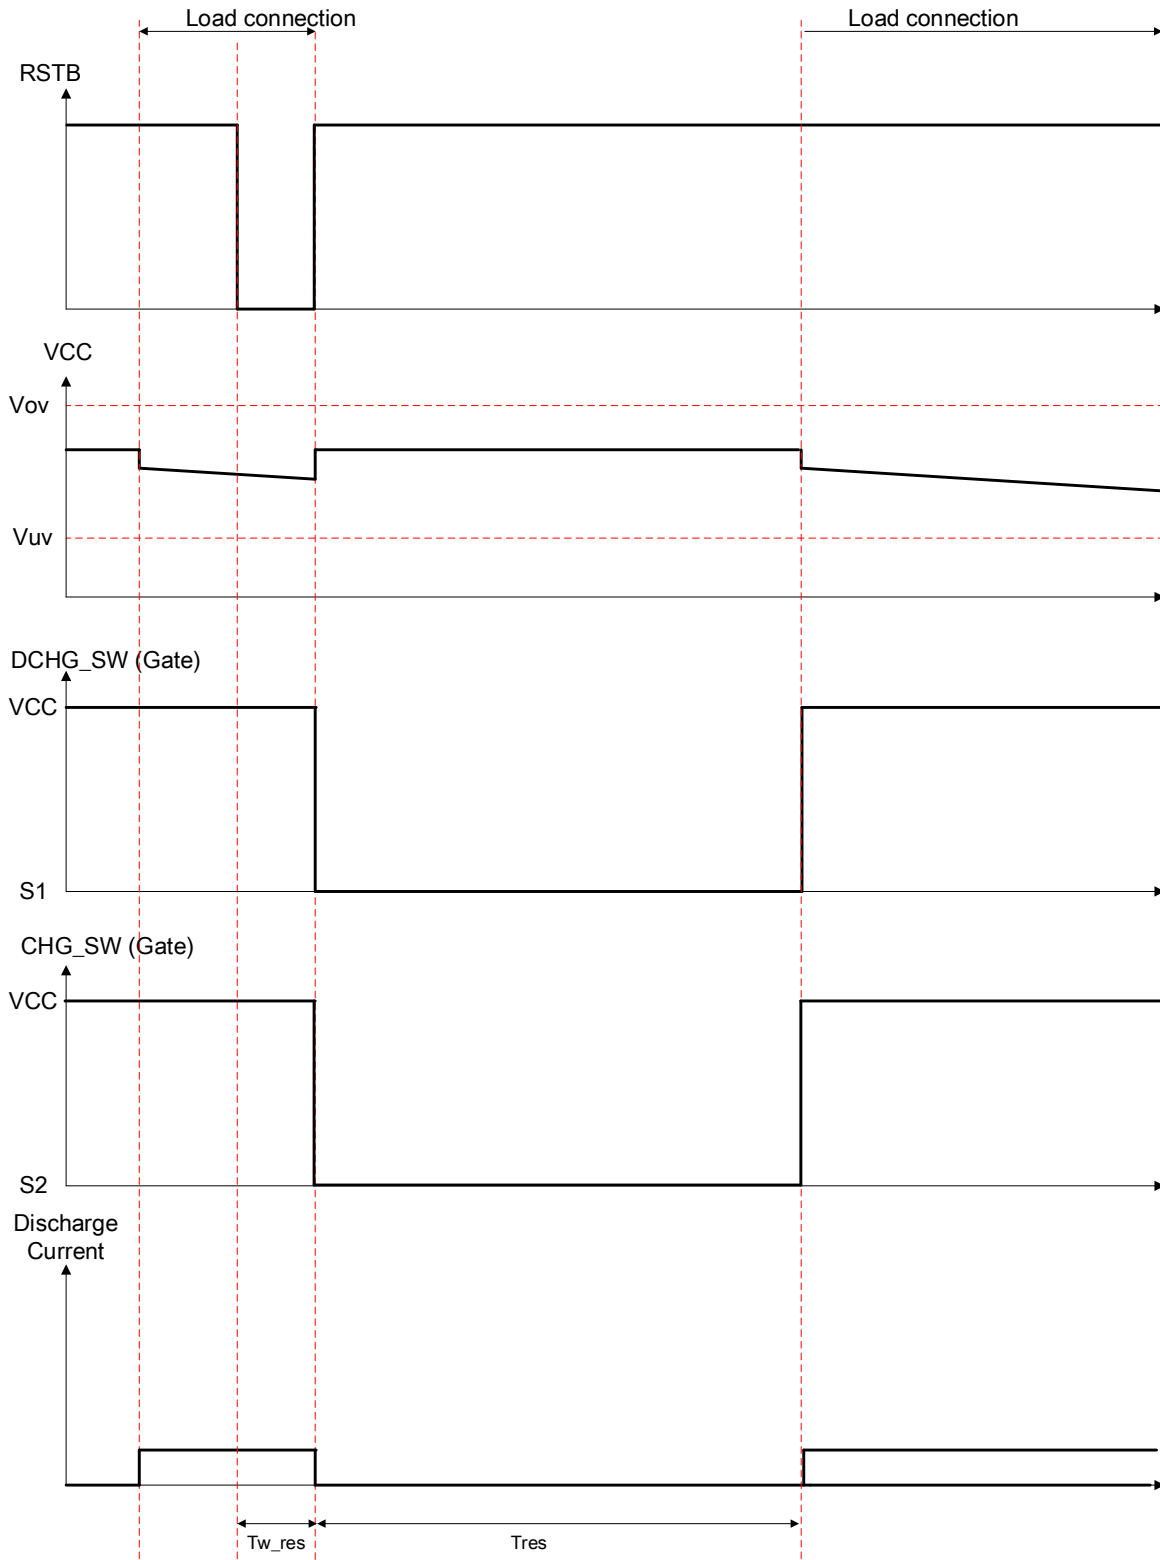 Load connection
Load connection
RSTB
VCC
Vov
Vuv
DCHG_SW (Gate)
VCC
S1
CHG_SW (Gate)
VCC
S2
Discharge
Current
Tw_res
Tres